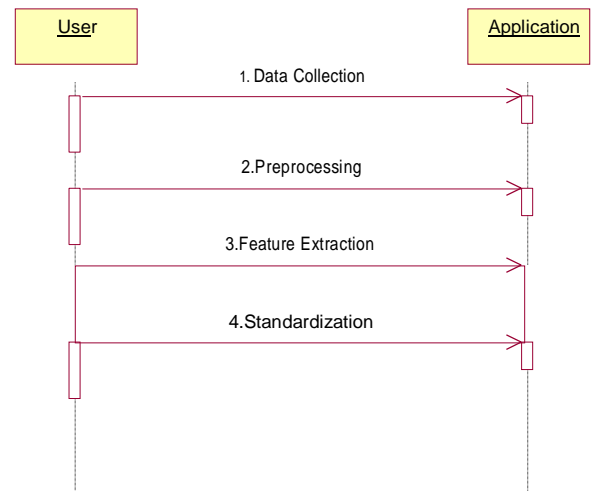 User
Application
1. Data Collection
2.Preprocessing
3.Feature Extraction
4.Standardization